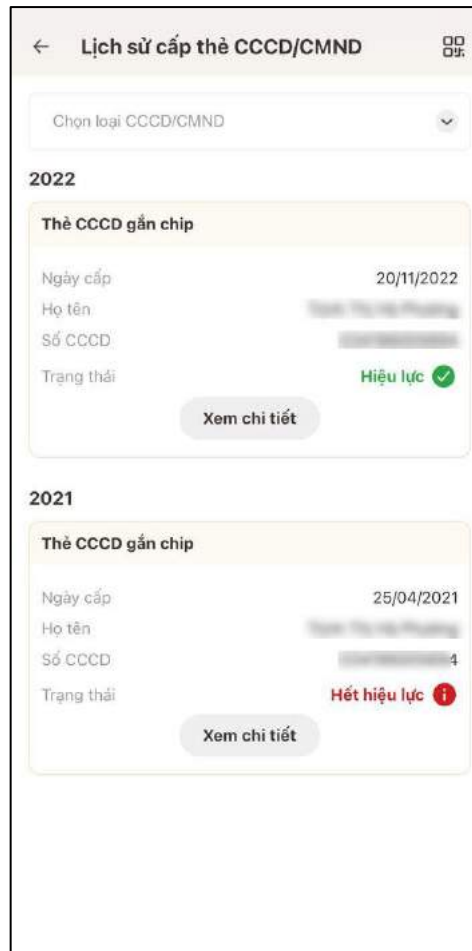 Lịch sử cấp thẻ CCCD/CMND
Chọn loại CCCD/CMND
2022
Thẻ CCCD gắn chip
Ngày cấp 20/11/2022
Họ tên
Số CCCD
Trạng thái Hiệu lực
Xem chi tiết
2021
Thẻ CCCD gắn chip
Ngày cấp 25/04/2021
Họ tên
Số CCCD 4
Trạng thái Hết hiệu lực
Xem chi tiết